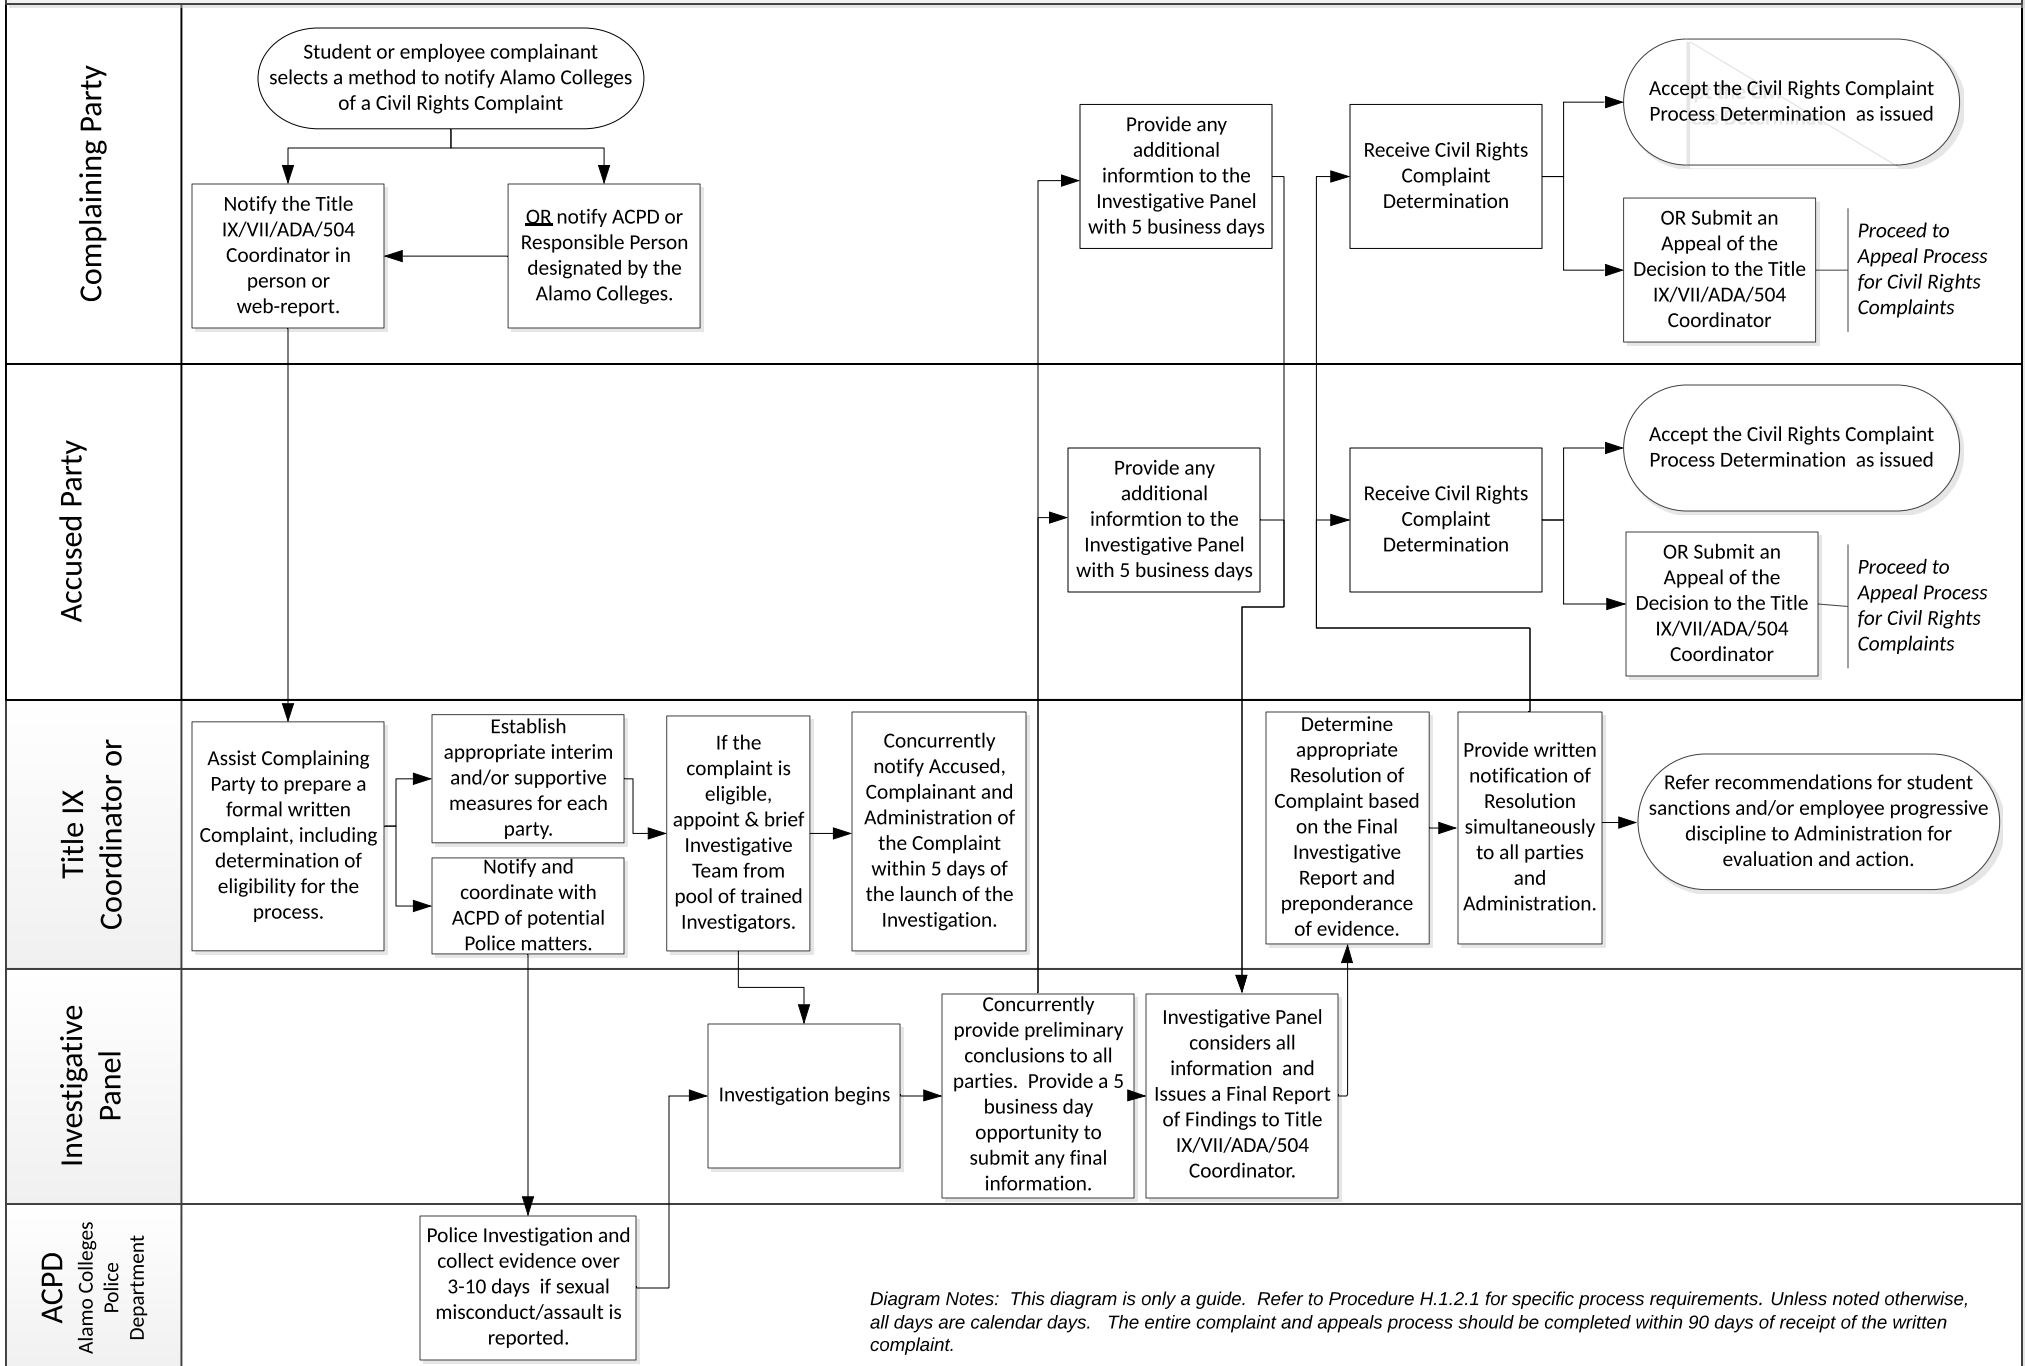 Complaining Party
Student or employee complainant
selects a method to notify Alamo Colleges
of a Civil Rights Complaint
Notify the Title
IX/VII/ADA/504
Coordinator in
person or
web-report.
OR notify ACPD or
Responsible Person
designated by the
Alamo Colleges.
Provide any
additional
informtion to the
Investigative Panel
with 5 business days
Receive Civil Rights
Complaint
Determination
Accept the Civil Rights Complaint
Process Determination as issued
OR Submit an
Appeal of the
Decision to the Title
IX/VII/ADA/504
Coordinator
Proceed to
Appeal Process
for Civil Rights
Complaints
Accused Party
Provide any
additional
informtion to the
Investigative Panel
with 5 business days
Receive Civil Rights
Complaint
Determination
Accept the Civil Rights Complaint
Process Determination as issued
OR Submit an
Appeal of the
Decision to the Title
IX/VII/ADA/504
Coordinator
Proceed to
Appeal Process
for Civil Rights
Complaints
Title IX
Coordinator or
Assist Complaining
Party to prepare a
formal written
Complaint, including
determination of
eligibility for the
process.
Establish
appropriate interim
and/or supportive
measures for each
party.
Notify and
coordinate with
ACPD of potential
Police matters.
If the
complaint is
eligible,
appoint & brief
Investigative
Team from
pool of trained
Investigators.
Concurrently
notify Accused,
Complainant and
Administration of
the Complaint
within 5 days of
the launch of the
Investigation.
Determine
appropriate
Resolution of
Complaint based
on the Final
Investigative
Report and
preponderance
of evidence.
Provide written
notification of
Resolution
simultaneously
to all parties
and
Administration.
Refer recommendations for student
sanctions and/or employee progressive
discipline to Administration for
evaluation and action.
Investigative
Panel
Investigation begins
Concurrently
provide preliminary
conclusions to all
parties. Provide a 5
business day
opportunity to
submit any final
information.
Investigative Panel
considers all
information and
Issues a Final Report
of Findings to Title
IX/VII/ADA/504
Coordinator.
ACPD
Alamo Colleges
Police
Department
Police Investigation and
collect evidence over
3-10 days if sexual
misconduct/assault is
reported.
Diagram Notes: This diagram is only a guide. Refer to Procedure H.1.2.1 for specific process requirements. Unless noted otherwise,
all days are calendar days. The entire complaint and appeals process should be completed within 90 days of receipt of the written
complaint.